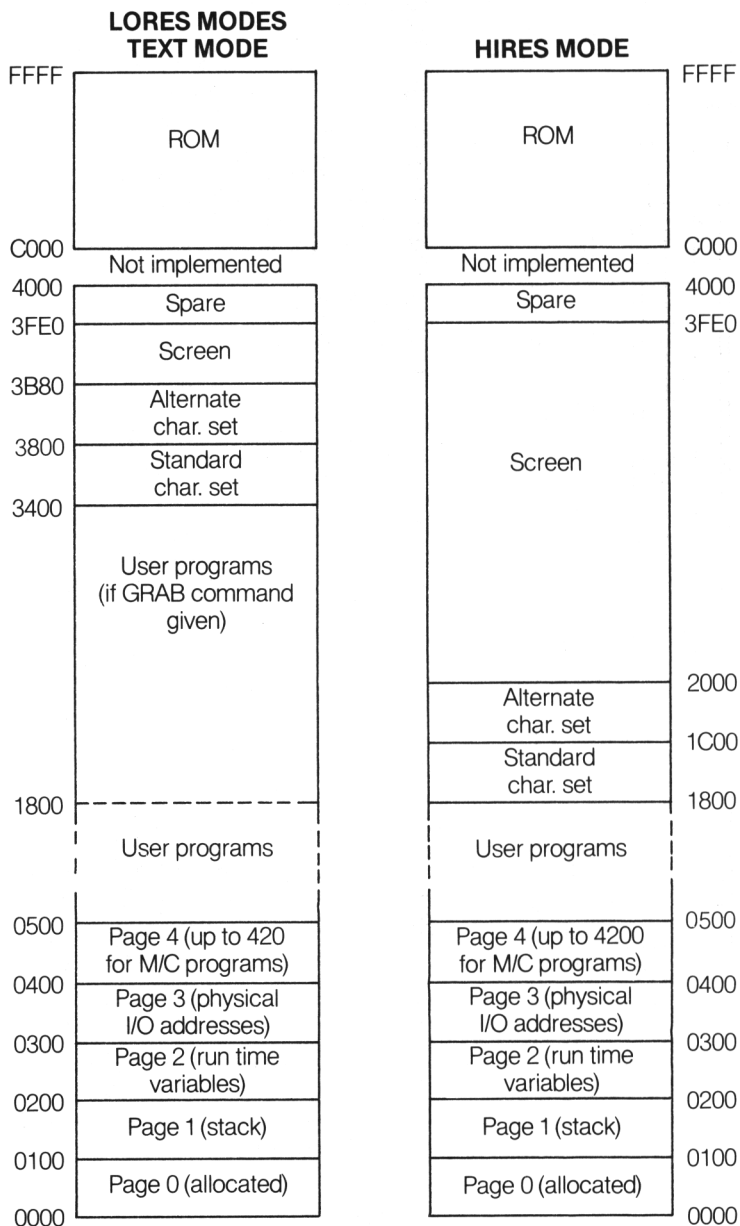 LORES MODES
TEXT MODE
FFFF
ROM
C000
Not implemented
4000
Spare
3FE0
Screen
3B80
Alternate
char. set
3800
Standard
char. set
3400
User programs
(if GRAB command
given)
1800
User programs
0500
Page 4 (up to 420
for M/C programs)
0400
Page 3 (physical
I/O addresses)
0300
Page 2 (run time
variables)
0200
Page 1 (stack)
0100
Page 0 (allocated)
0000
HIRES MODE
FFFF
ROM
C000
Not implemented
4000
Spare
3FE0
Screen
2000
Alternate
char. set
1C00
Standard
char. set
1800
User programs
0500
Page 4 (up to 4200
for M/C programs)
0400
Page 3 (physical
I/O addresses)
0300
Page 2 (run time
variables)
0200
Page 1 (stack)
0100
Page 0 (allocated)
0000